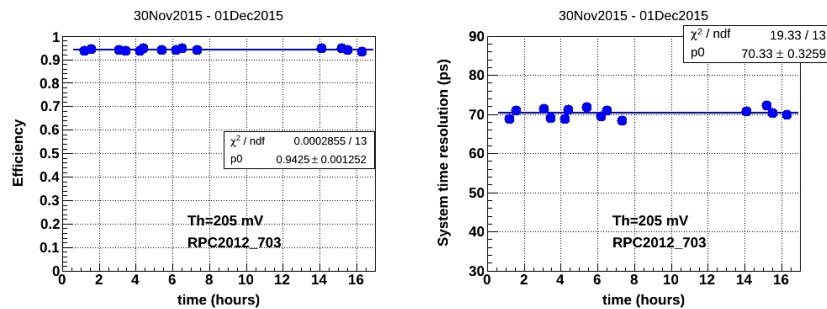 30Nov2015 - 01Dec2015
χ² / ndf 0.0002855 / 13
p0 0.9425 ± 0.001252
Th=205 mV
RPC2012_703
Efficiency
1
0.9
0.8
0.7
0.6
0.5
0.4
0.3
0.2
0.1
0
0 2 4 6 8 10 12 14 16
time (hours)
30Nov2015 - 01Dec2015
χ² / ndf 19.33 / 13
p0 70.33 ± 0.3259
Th=205 mV
RPC2012_703
System time resolution (ps)
90
80
70
60
50
40
30
0 2 4 6 8 10 12 14 16
time (hours)